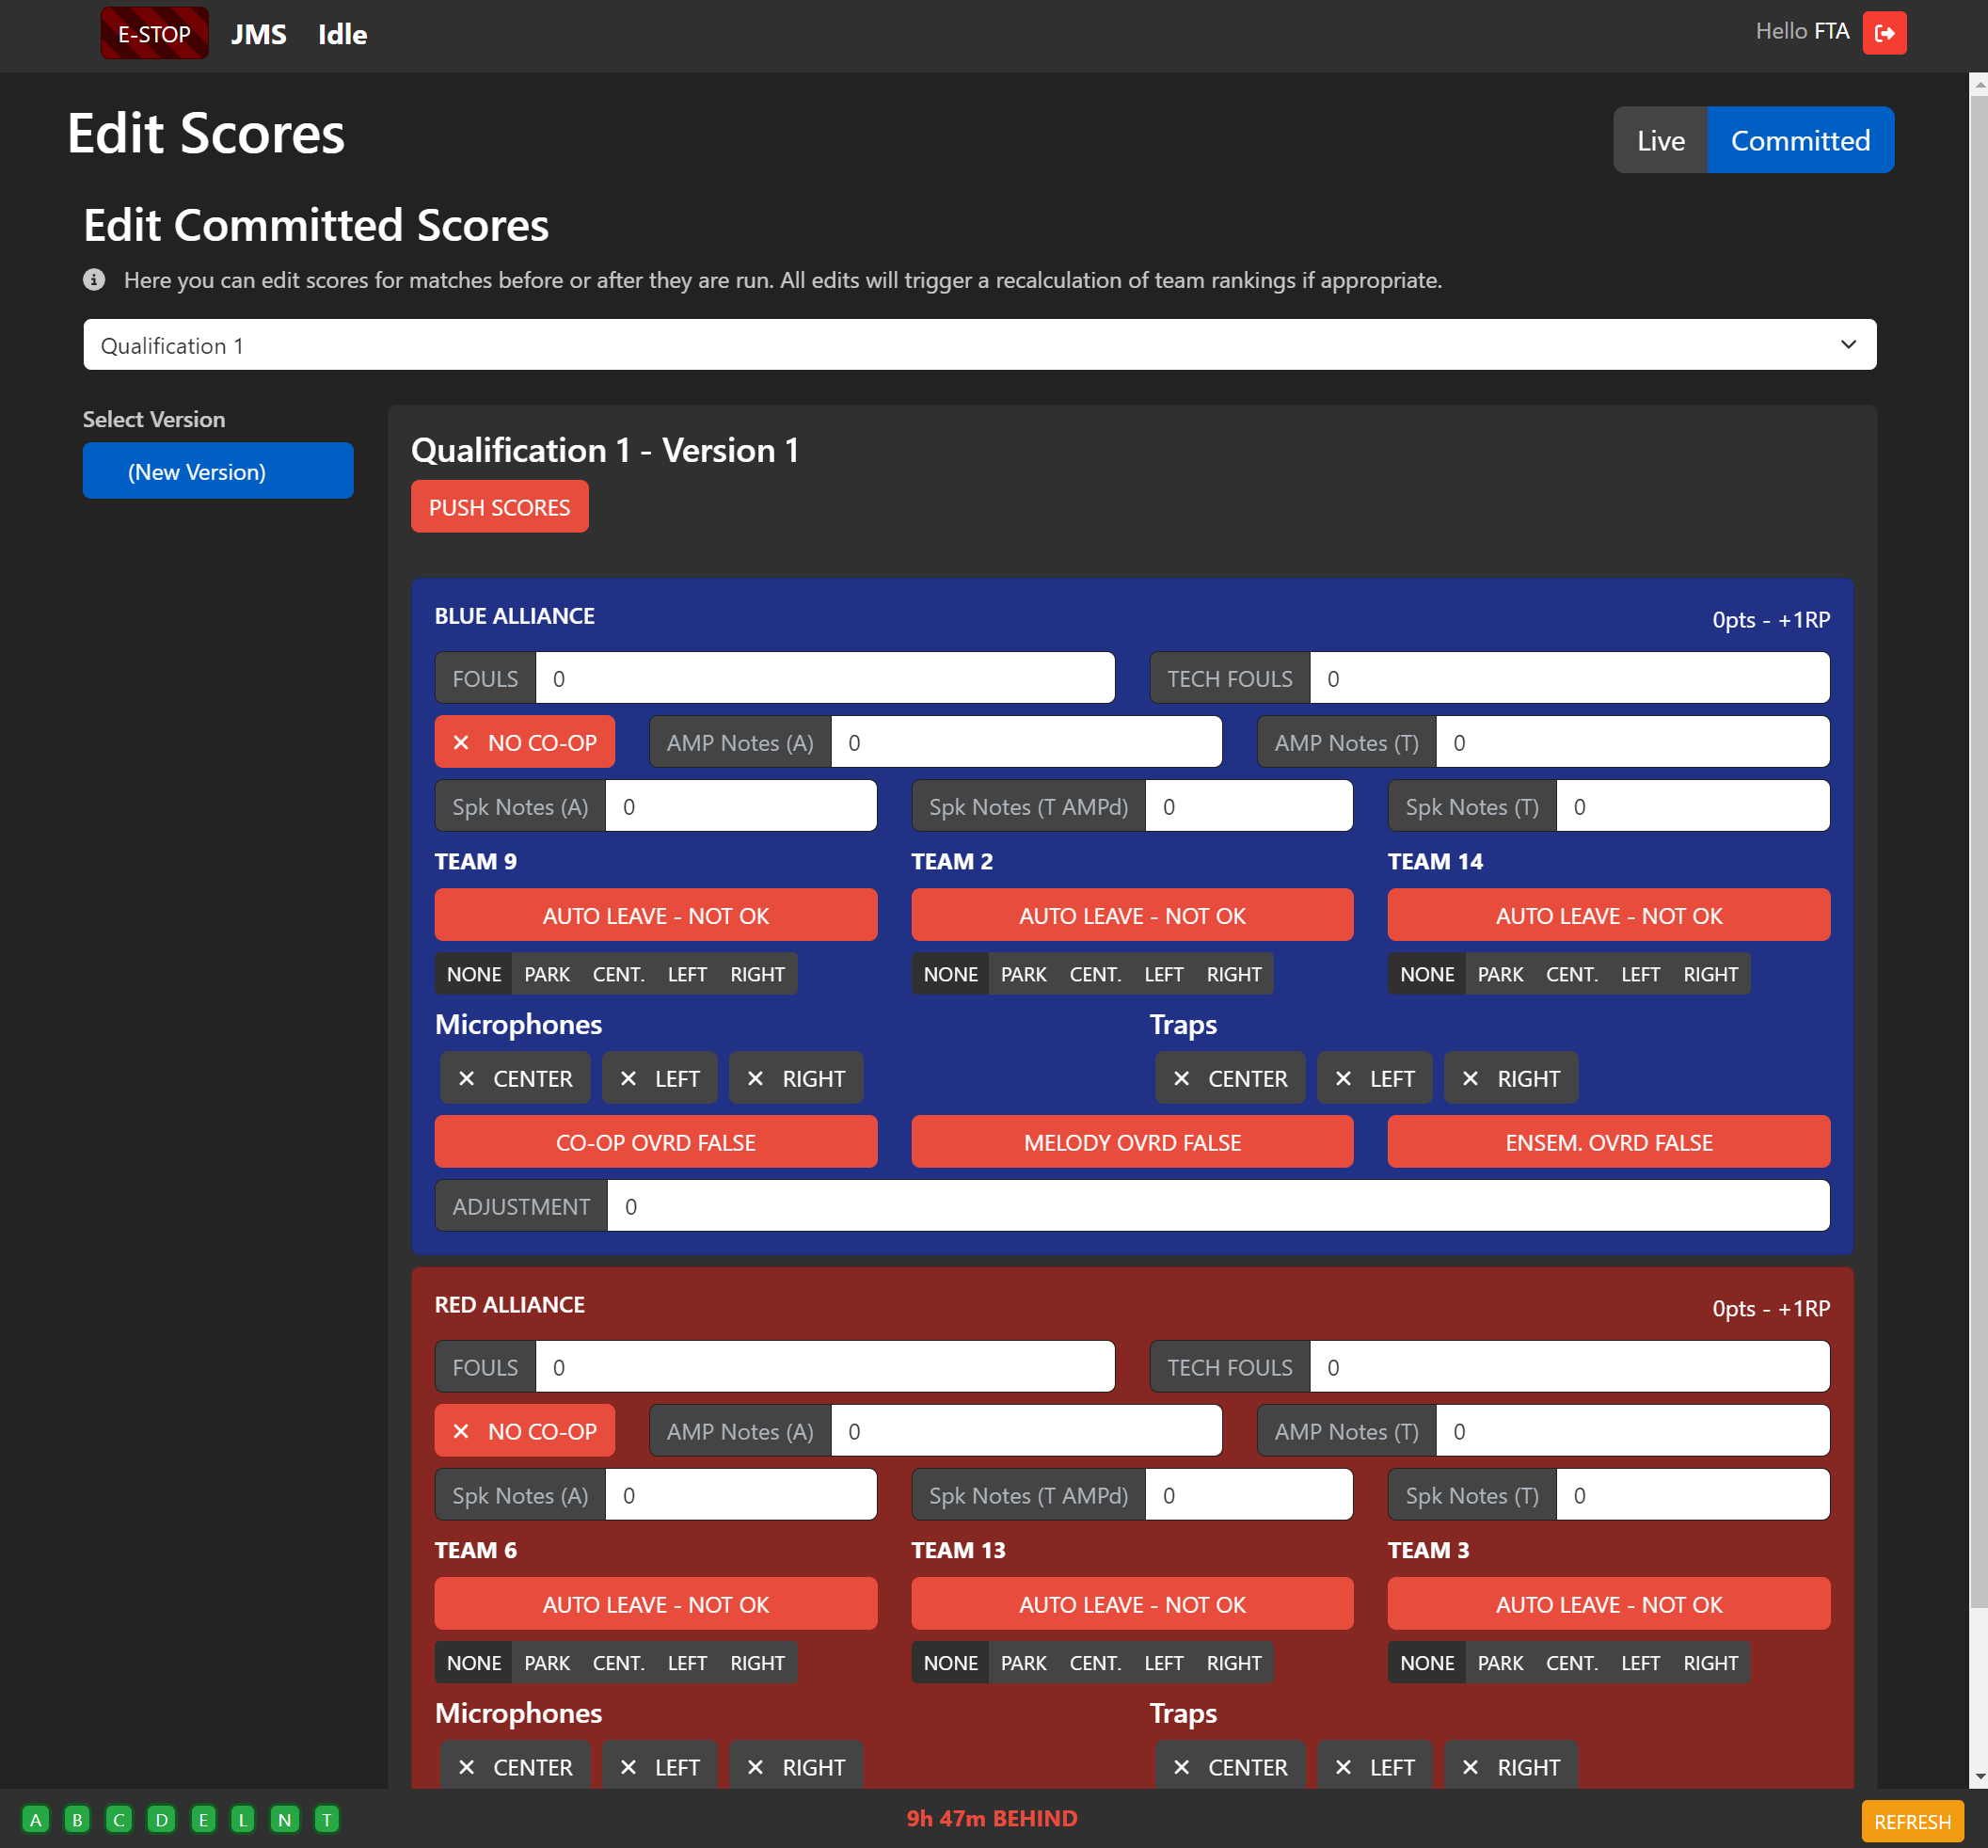 E-STOP JMS Idle Hello FTA
Edit Scores
Live Committed
Edit Committed Scores
Here you can edit scores for matches before or after they are run. All edits will trigger a recalculation of team rankings if appropriate.
Qualification 1
Select Version
(New Version)
Qualification 1 - Version 1
PUSH SCORES
BLUE ALLIANCE 0pts - +1RP
FOULS 0 TECH FOULS 0
NO CO-OP AMP Notes (A) 0 AMP Notes (T) 0
Spk Notes (A) 0 Spk Notes (T AMPd) 0 Spk Notes (T) 0
TEAM 9 TEAM 2 TEAM 14
AUTO LEAVE - NOT OK AUTO LEAVE - NOT OK AUTO LEAVE - NOT OK
NONE PARK CENT. LEFT RIGHT NONE PARK CENT. LEFT RIGHT NONE PARK CENT. LEFT RIGHT
Microphones Traps
CENTER LEFT RIGHT CENTER LEFT RIGHT
CO-OP OVRD FALSE MELODY OVRD FALSE ENSEM. OVRD FALSE
ADJUSTMENT 0
RED ALLIANCE 0pts - +1RP
FOULS 0 TECH FOULS 0
NO CO-OP AMP Notes (A) 0 AMP Notes (T) 0
Spk Notes (A) 0 Spk Notes (T AMPd) 0 Spk Notes (T) 0
TEAM 6 TEAM 13 TEAM 3
AUTO LEAVE - NOT OK AUTO LEAVE - NOT OK AUTO LEAVE - NOT OK
NONE PARK CENT. LEFT RIGHT NONE PARK CENT. LEFT RIGHT NONE PARK CENT. LEFT RIGHT
Microphones Traps
CENTER LEFT RIGHT CENTER LEFT RIGHT
A B C D E L N T 9h 47m BEHIND REFRESH